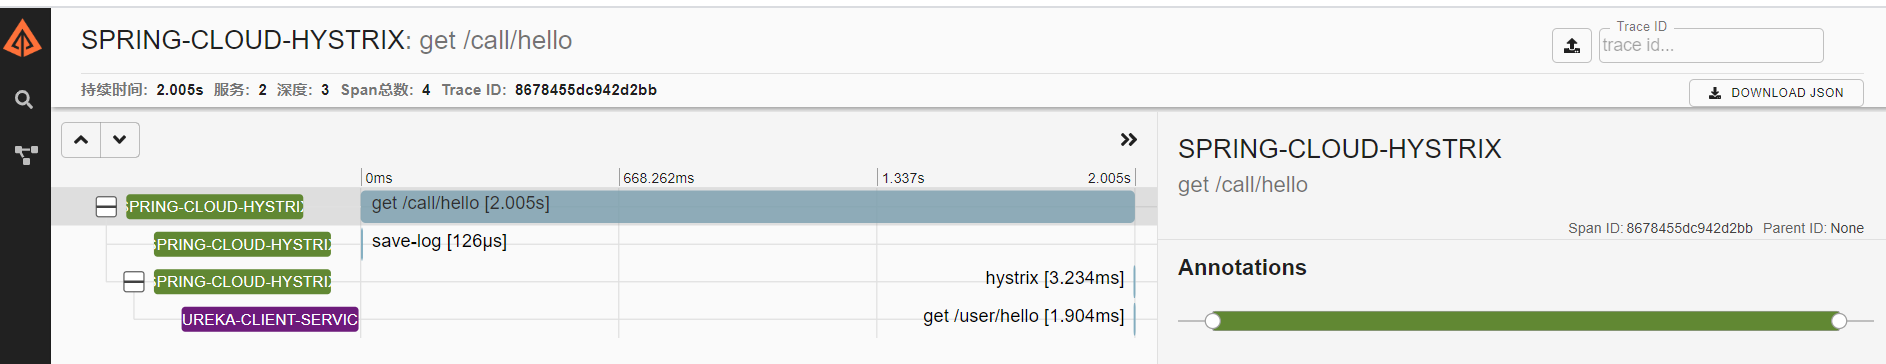 SPRING-CLOUD-HYSTRIX: get /call/hello
Trace ID
trace id...
持续时间: 2.005s 服务: 2 深度: 3 Span总数: 4 Trace ID: 8678455dc942d2bb
DOWNLOAD JSON
0ms 668.262ms 1.337s 2.005s
SPRING-CLOUD-HYSTRIX get /call/hello [2.005s]
SPRING-CLOUD-HYSTRIX save-log [126μs]
SPRING-CLOUD-HYSTRIX hystrix [3.234ms]
UREKA-CLIENT-SERVIC get /user/hello [1.904ms]
SPRING-CLOUD-HYSTRIX
get /call/hello
Span ID: 8678455dc942d2bb Parent ID: None
Annotations